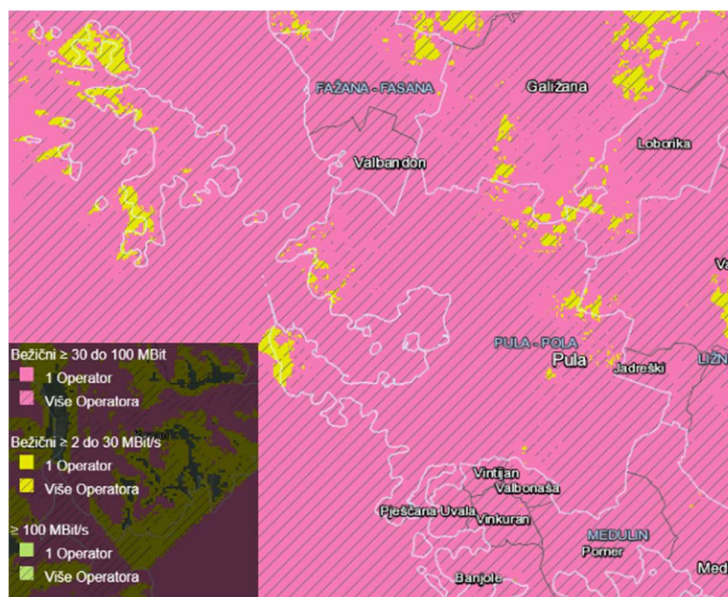 FAŽANA - FASANA
Galižana
Loborika
Valbandon
PULA - POLA
Pula
Jadreški
LIŽN
Bežični ≥ 30 do 100 MBit
1 Operator
Više Operatora
Bežični ≥ 2 do 30 MBit/s
1 Operator
Više Operatora
≥ 100 MBit/s
1 Operator
Više Operatora
Vintijan
Valbonaša
Pješčana Uvala
Vinkuran
MEDULIN
Pomer
Banjole
Med